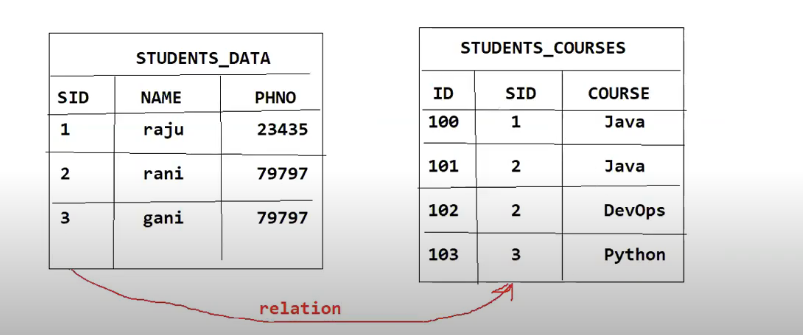 STUDENTS_DATA
SID NAME PHNO
1 raju 23435
2 rani 79797
3 gani 79797
STUDENTS_COURSES
ID SID COURSE
100 1 Java
101 2 Java
102 2 DevOps
103 3 Python
relation